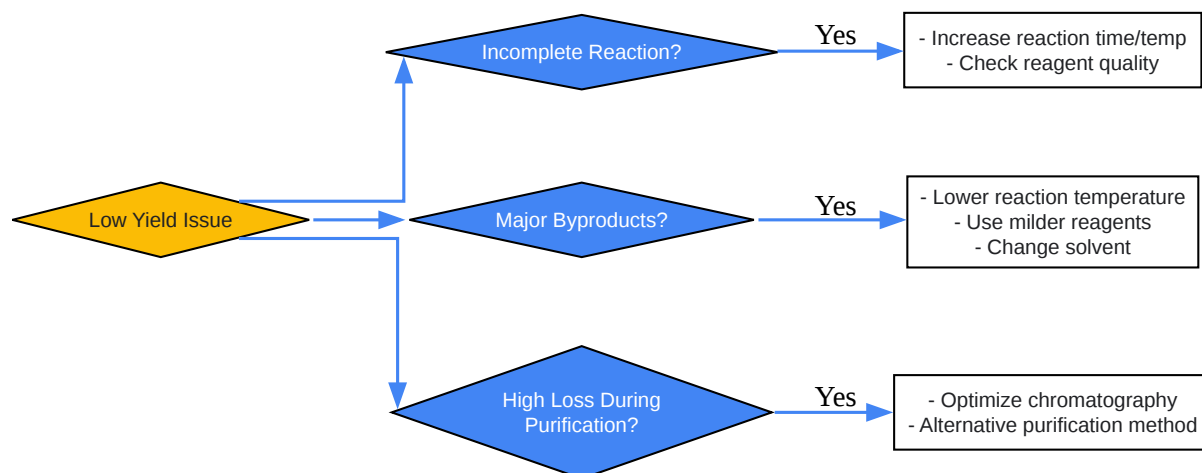 Incomplete Reaction?
Yes
- Increase reaction time/temp
- Check reagent quality
Low Yield Issue
Major Byproducts?
Yes
- Lower reaction temperature
- Use milder reagents
- Change solvent
High Loss During
Purification?
Yes
- Optimize chromatography
- Alternative purification method